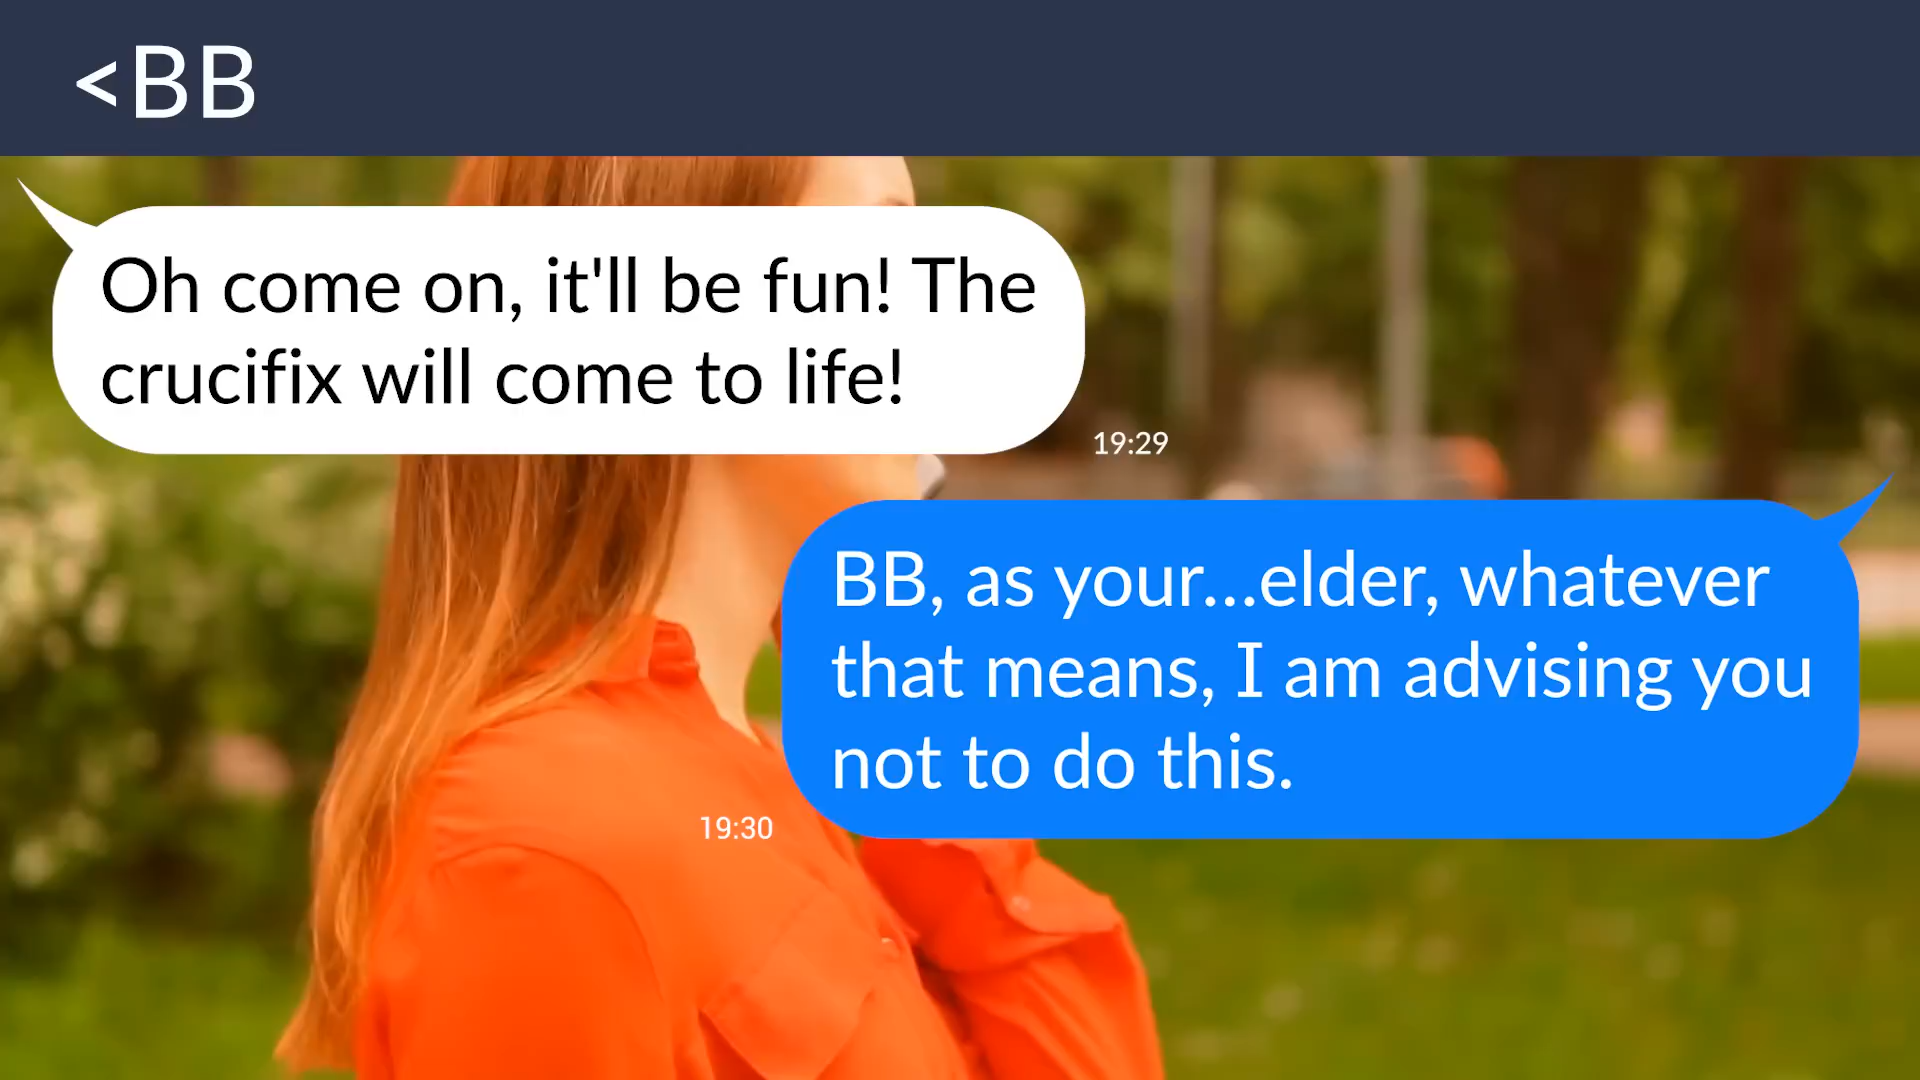 <BB
Oh come on, it'll be fun! The
crucifix will come to life!
19:29
BB, as your...elder, whatever
that means, I am advising you
not to do this.
19:30